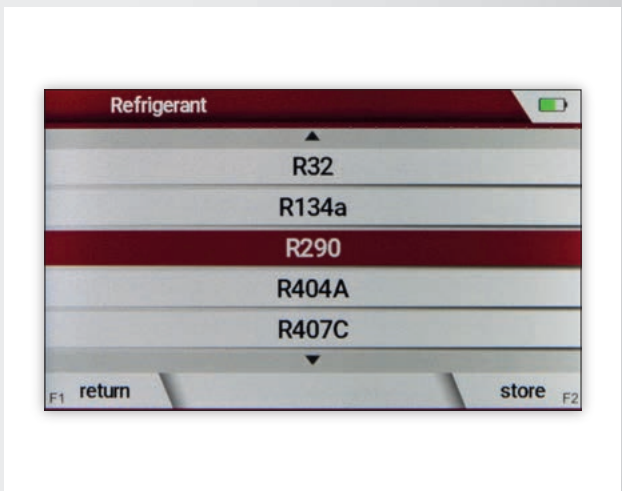 Refrigerant
R32
R134a
R290
R404A
R407C
F1 return store F2